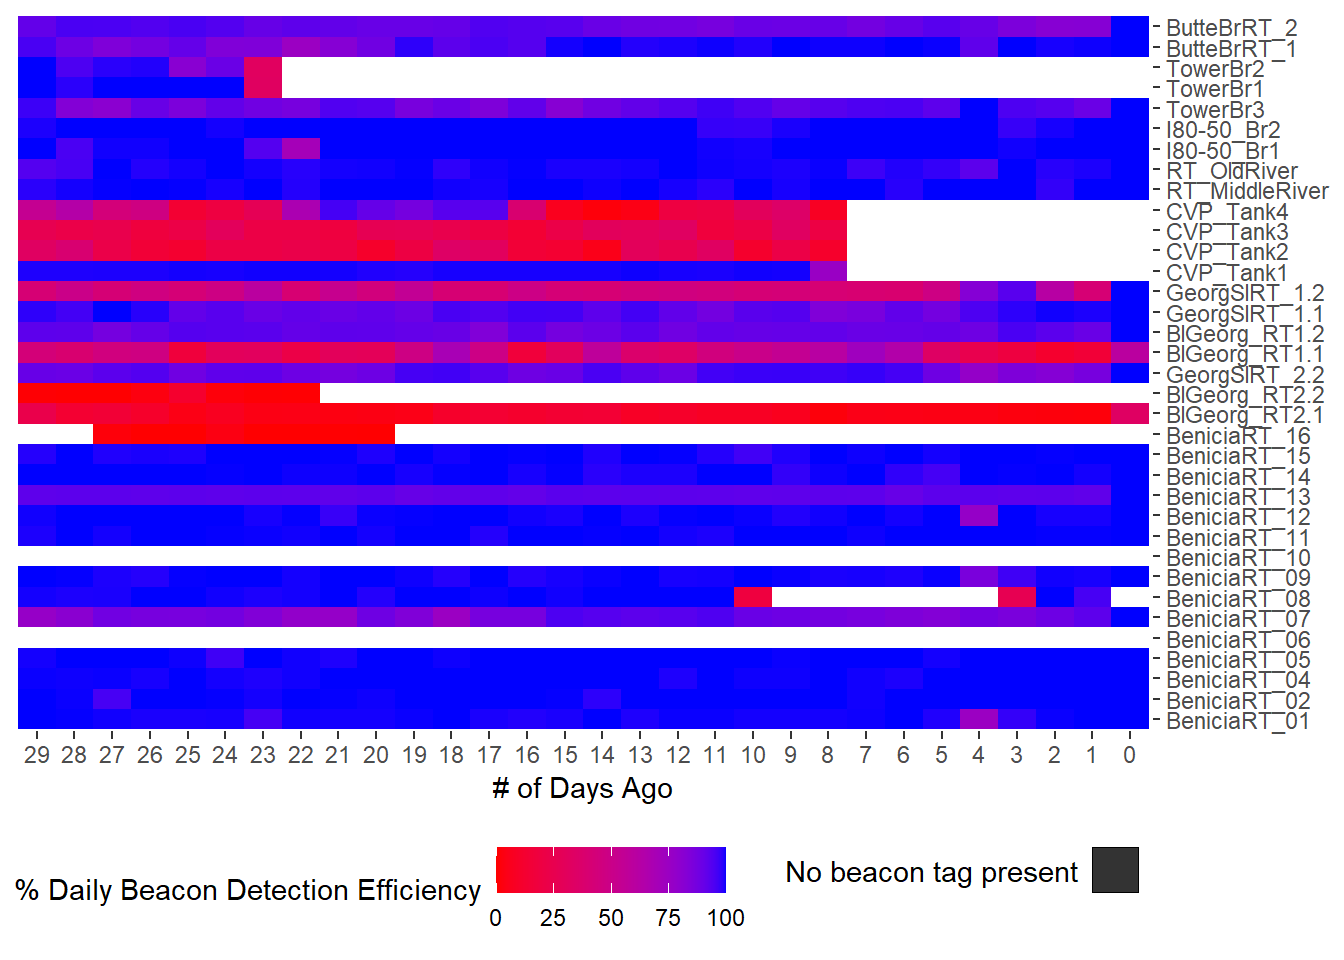 ButteBrRT_2
ButteBrRT_1
TowerBr2
TowerBr1
TowerBr3
I80-50_Br2
I80-50_Br1
RT_OldRiver
RT_MiddleRiver
CVP_Tank4
CVP_Tank3
CVP_Tank2
CVP_Tank1
GeorgSlRT_1.2
GeorgSlRT_1.1
BlGeorg_RT1.2
BlGeorg_RT1.1
GeorgSlRT_2.2
BlGeorg_RT2.2
BlGeorg_RT2.1
BeniciaRT_16
BeniciaRT_15
BeniciaRT_14
BeniciaRT_13
BeniciaRT_12
BeniciaRT_11
BeniciaRT_10
BeniciaRT_09
BeniciaRT_08
BeniciaRT_07
BeniciaRT_06
BeniciaRT_05
BeniciaRT_04
BeniciaRT_02
BeniciaRT_01
29 28 27 26 25 24 23 22 21 20 19 18 17 16 15 14 13 12 11 10 9 8 7 6 5 4 3 2 1 0
# of Days Ago
% Daily Beacon Detection Efficiency
0 25 50 75 100
No beacon tag present